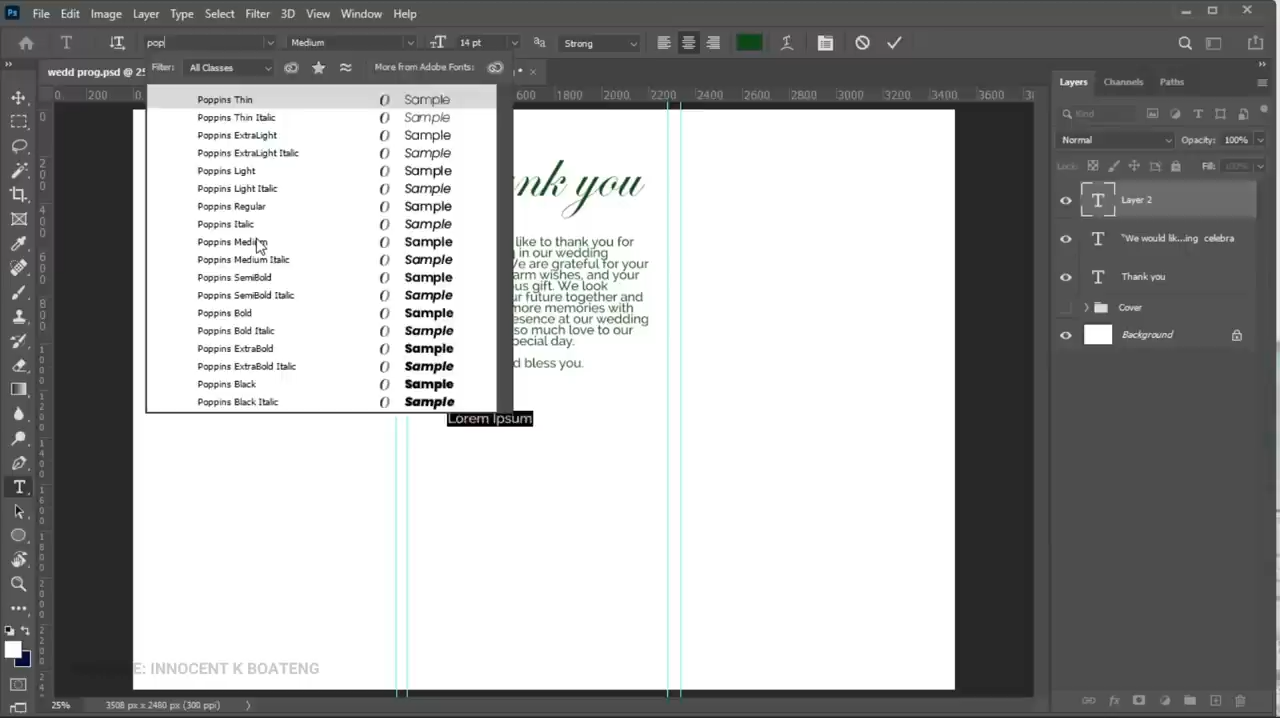 Ps File Edit Image Layer Type Select Filter 3D View Window Help
T pop Medium 14 pt Strong
wedd prog.psd @ 25
Filter: All Classes More from Adobe Fonts:
0 200 0 600 1800 2000 2200 2400 2600 2800 3000 3200 3400 3600
Poppins Thin Sample
Poppins Thin Italic Sample
Poppins ExtraLight Sample
Poppins ExtraLight Italic Sample
Poppins Light Sample
Poppins Light Italic Sample
Poppins Regular Sample
Poppins Italic Sample
Poppins Medium Sample
Poppins Medium Italic Sample
Poppins SemiBold Sample
Poppins SemiBold Italic Sample
Poppins Bold Sample
Poppins Bold Italic Sample
Poppins ExtraBold Sample
Poppins ExtraBold Italic Sample
Poppins Black Sample
Poppins Black Italic Sample
nk you
like to thank you for
in our wedding
We are grateful for your
arm wishes, and your
us gift. We look
ur future together and
more memories with
esence at our wedding
so much love to our
pecial day.
d bless you.
Lorem Ipsum
Layers Channels Paths
Kind
Normal Opacity: 100%
Lock: Fill: 100%
T Layer 2
T "We would lik...ing celebra
T Thank you
Cover
Background
E: INNOCENT K BOATENG
25% 3508 px x 2480 px (300 ppi)